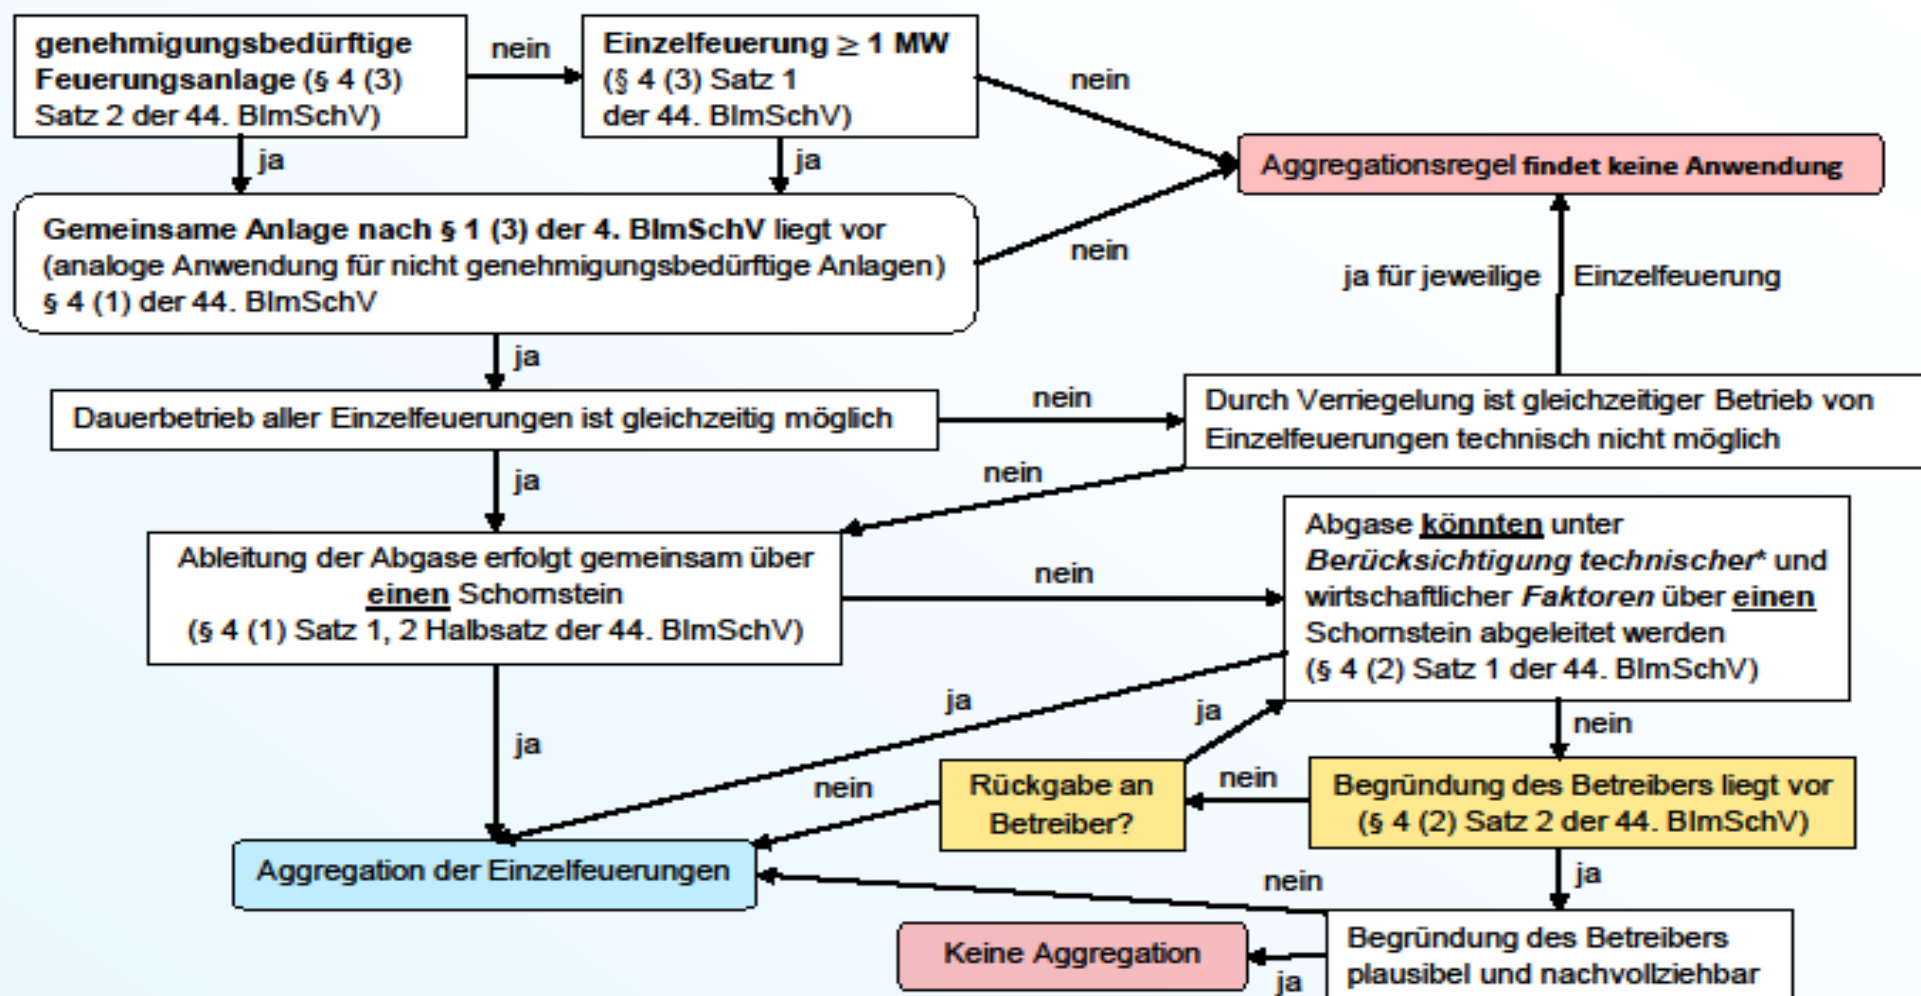 genehmigungsbedürftige
Feuerungsanlage (§ 4 (3)
Satz 2 der 44. BImSchV)
nein
Einzelfeuerung ≥ 1 MW
(§ 4 (3) Satz 1
der 44. BImSchV)
nein
ja
ja
Aggregationsregel findet keine Anwendung
Gemeinsame Anlage nach § 1 (3) der 4. BImSchV liegt vor
(analoge Anwendung für nicht genehmigungsbedürftige Anlagen)
§ 4 (1) der 44. BImSchV
nein
ja für jeweilige Einzelfeuerung
ja
Dauerbetrieb aller Einzelfeuerungen ist gleichzeitig möglich
nein
Durch Verriegelung ist gleichzeitiger Betrieb von
Einzelfeuerungen technisch nicht möglich
ja
nein
Ableitung der Abgase erfolgt gemeinsam über
einen Schornstein
(§ 4 (1) Satz 1, 2 Halbsatz der 44. BImSchV)
nein
Abgase könnten unter
Berücksichtigung technischer* und
wirtschaftlicher Faktoren über einen
Schornstein abgeleitet werden
(§ 4 (2) Satz 1 der 44. BImSchV)
ja
ja
ja
nein
nein
Rückgabe an
Betreiber?
nein
Begründung des Betreibers liegt vor
(§ 4 (2) Satz 2 der 44. BImSchV)
Aggregation der Einzelfeuerungen
nein
ja
Keine Aggregation
ja
Begründung des Betreibers
plausibel und nachvollziehbar